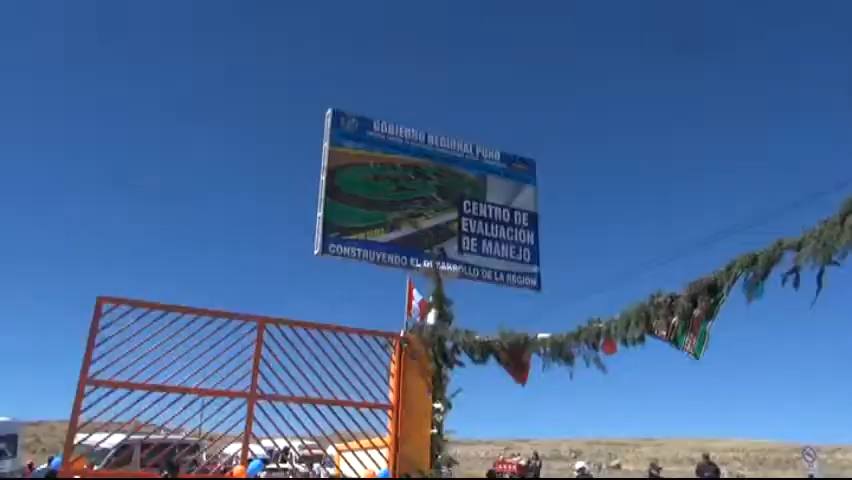 GOBIERNO REGIONAL PUNO
CENTRO DE
EVALUACIÓN
DE MANEJO
CONSTRUYENDO EL DESARROLLO DE LA REGIÓN